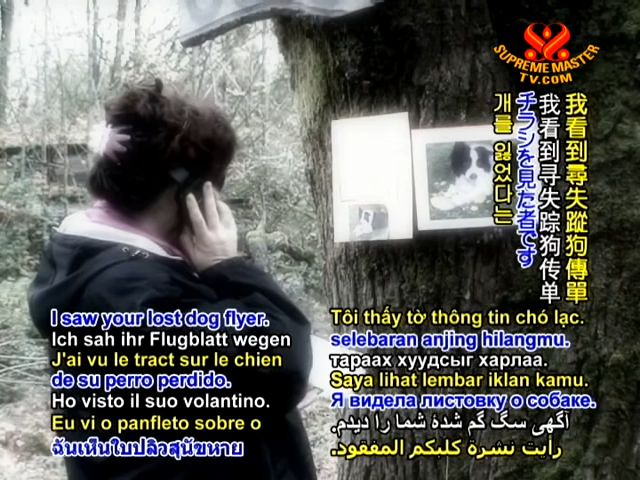 SUPREME MASTER
TV.COM
我看到尋失蹤狗傳單
我看到寻失踪狗传单
チラシを見た者です
개를 잃었다는
I saw your lost dog flyer.
Ich sah ihr Flugblatt wegen
J'ai vu le tract sur le chien
de su perro perdido.
Ho visto il suo volantino.
Eu vi o panfleto sobre o
ฉันเห็นใบปลิวสุนัขหาย
Tôi thấy tờ thông tin chó lạc.
selebaran anjing hilangmu.
тараах хуудсыг харлаа.
Saya lihat lembar iklan kamu.
Я видела листовку о собаке.
آگهی سگ گم شدۀ شما را دیدم.
رأيت نشرة كلبكم المفقود.